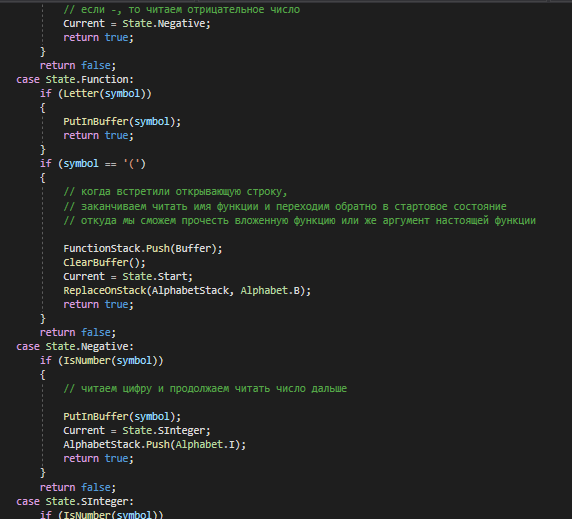 // если -, то читаем отрицательное число
Current = State.Negative;
return true;
}
return false;
case State.Function:
if (Letter(symbol))
{
PutInBuffer(symbol);
return true;
}
if (symbol == '(')
{
// когда встретили открывающую строку,
// заканчиваем читать имя функции и переходим обратно в стартовое состояние
// откуда мы сможем прочесть вложенную функцию или же аргумент настоящей функции
FunctionStack.Push(Buffer);
ClearBuffer();
Current = State.Start;
ReplaceOnStack(AlphabetStack, Alphabet.B);
return true;
}
return false;
case State.Negative:
if (IsNumber(symbol))
{
// читаем цифру и продолжаем читать число дальше
PutInBuffer(symbol);
Current = State.SInteger;
AlphabetStack.Push(Alphabet.I);
return true;
}
return false;
case State.SInteger:
if (IsNumber(symbol))